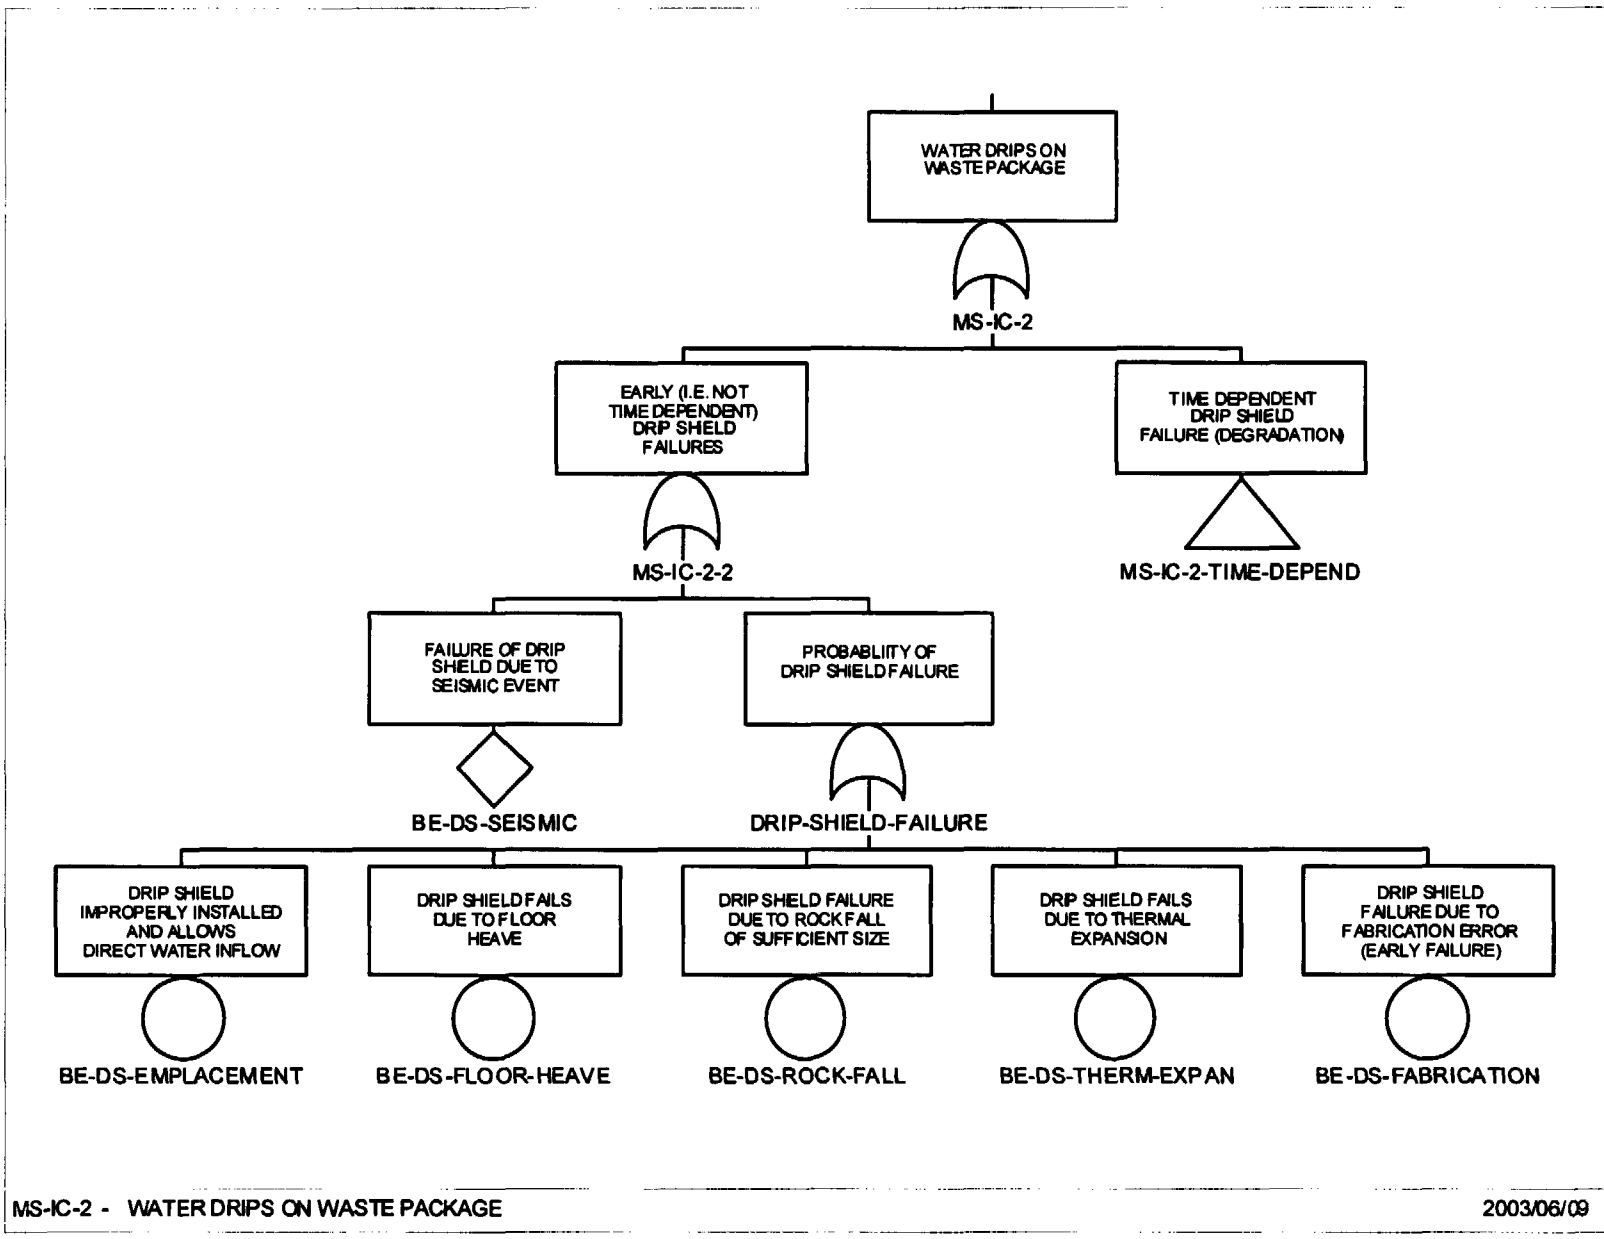 WATER DRIPS ON
WASTE PACKAGE
MS-IC-2
EARLY (I.E. NOT
TIME DEPENDENT)
DRIP SHIELD
FAILURES
TIME DEPENDENT
DRIP SHIELD
FAILURE (DEGRADATION)
MS-IC-2-2
MS-IC-2-TIME-DEPEND
FAILURE OF DRIP
SHIELD DUE TO
SEISMIC EVENT
PROBABLIITY OF
DRIP SHIELD FAILURE
BE-DS-SEISMIC
DRIP-SHIELD-FAILURE
DRIP SHIELD
IMPROPERLY INSTALLED
AND ALLOWS
DIRECT WATER INFLOW
DRIP SHIELD FAILS
DUE TO FLOOR
HEAVE
DRIP SHIELD FAILURE
DUE TO ROCK FALL
OF SUFFICIENT SIZE
DRIP SHIELD FAILS
DUE TO THERMAL
EXPANSION
DRIP SHIELD
FAILURE DUE TO
FABRICATION ERROR
(EARLY FAILURE)
BE-DS-EMPLACEMENT
BE-DS-FLOOR-HEAVE
BE-DS-ROCK-FALL
BE-DS-THERM-EXPAN
BE-DS-FABRICATION
MS-IC-2 - WATER DRIPS ON WASTE PACKAGE
2003/06/09